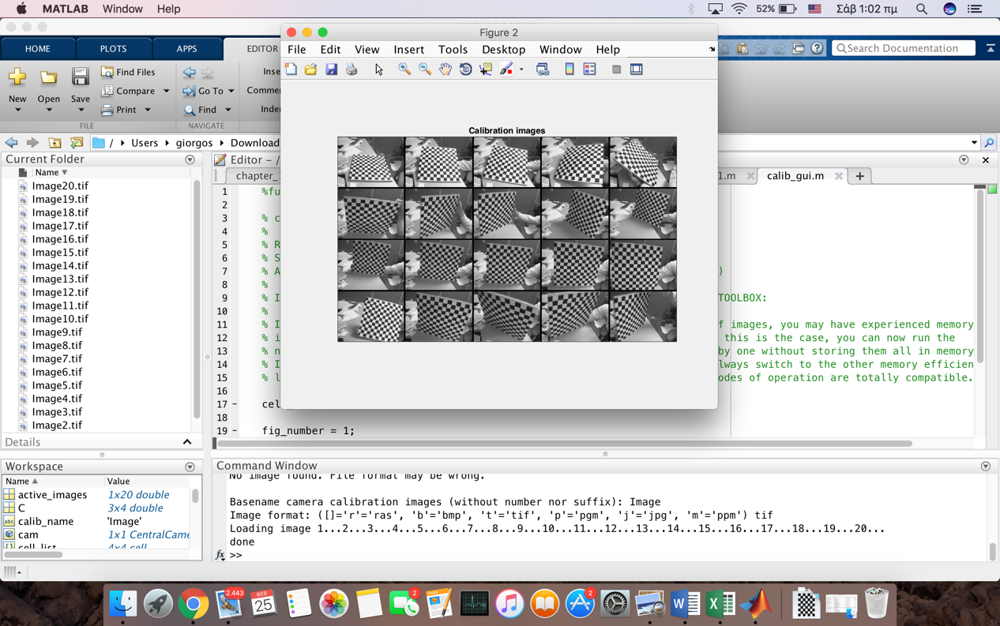 MATLAB Window Help 52% Σάβ 1:02 πμ
Figure 2
HOME PLOTS APPS EDITOR Search Documentation
File Edit View Insert Tools Desktop Window Help
New Open Save Find Files Compare Print Go To Find
FILE NAVIGATE
/ Users giorgos Download
Current Folder
Name
Image20.tif
Image19.tif
Image18.tif
Image17.tif
Image16.tif
Image15.tif
Image14.tif
Image13.tif
Image12.tif
Image11.tif
Image10.tif
Image9.tif
Image8.tif
Image7.tif
Image6.tif
Image5.tif
Image4.tif
Image3.tif
Image2.tif
Details
Calibration images
Editor – /
chapter_ 1.m calib_gui.m +
1 %fu
2
3 % c
4 %
5 % R
6 % S
7 % A )
8 %
9 % I TOOLBOX:
10 %
11 % I f images, you may have experienced memory
12 % i this is the case, you can now run the
13 % n by one without storing them all in memory
14 % I lways switch to the other memory efficien
15 % l odes of operation are totally compatible.
16
17 – cel
18
19 – fig_number = 1;
Workspace
Name Value
active_images 1x20 double
C 3x4 double
calib_name 'Image'
cam 1x1 CentralCame
cell_list 4x4 cell
Command Window
No image found. File format may be wrong.
Basename camera calibration images (without number nor suffix): Image
Image format: ([]='r'='ras', 'b'='bmp', 't'='tif', 'p'='pgm', 'j'='jpg', 'm'='ppm') tif
Loading image 1...2...3...4...5...6...7...8...9...10...11...12...13...14...15...16...17...18...19...20...
done
fx >>
2.443 ΦΕΒ 25 2 2